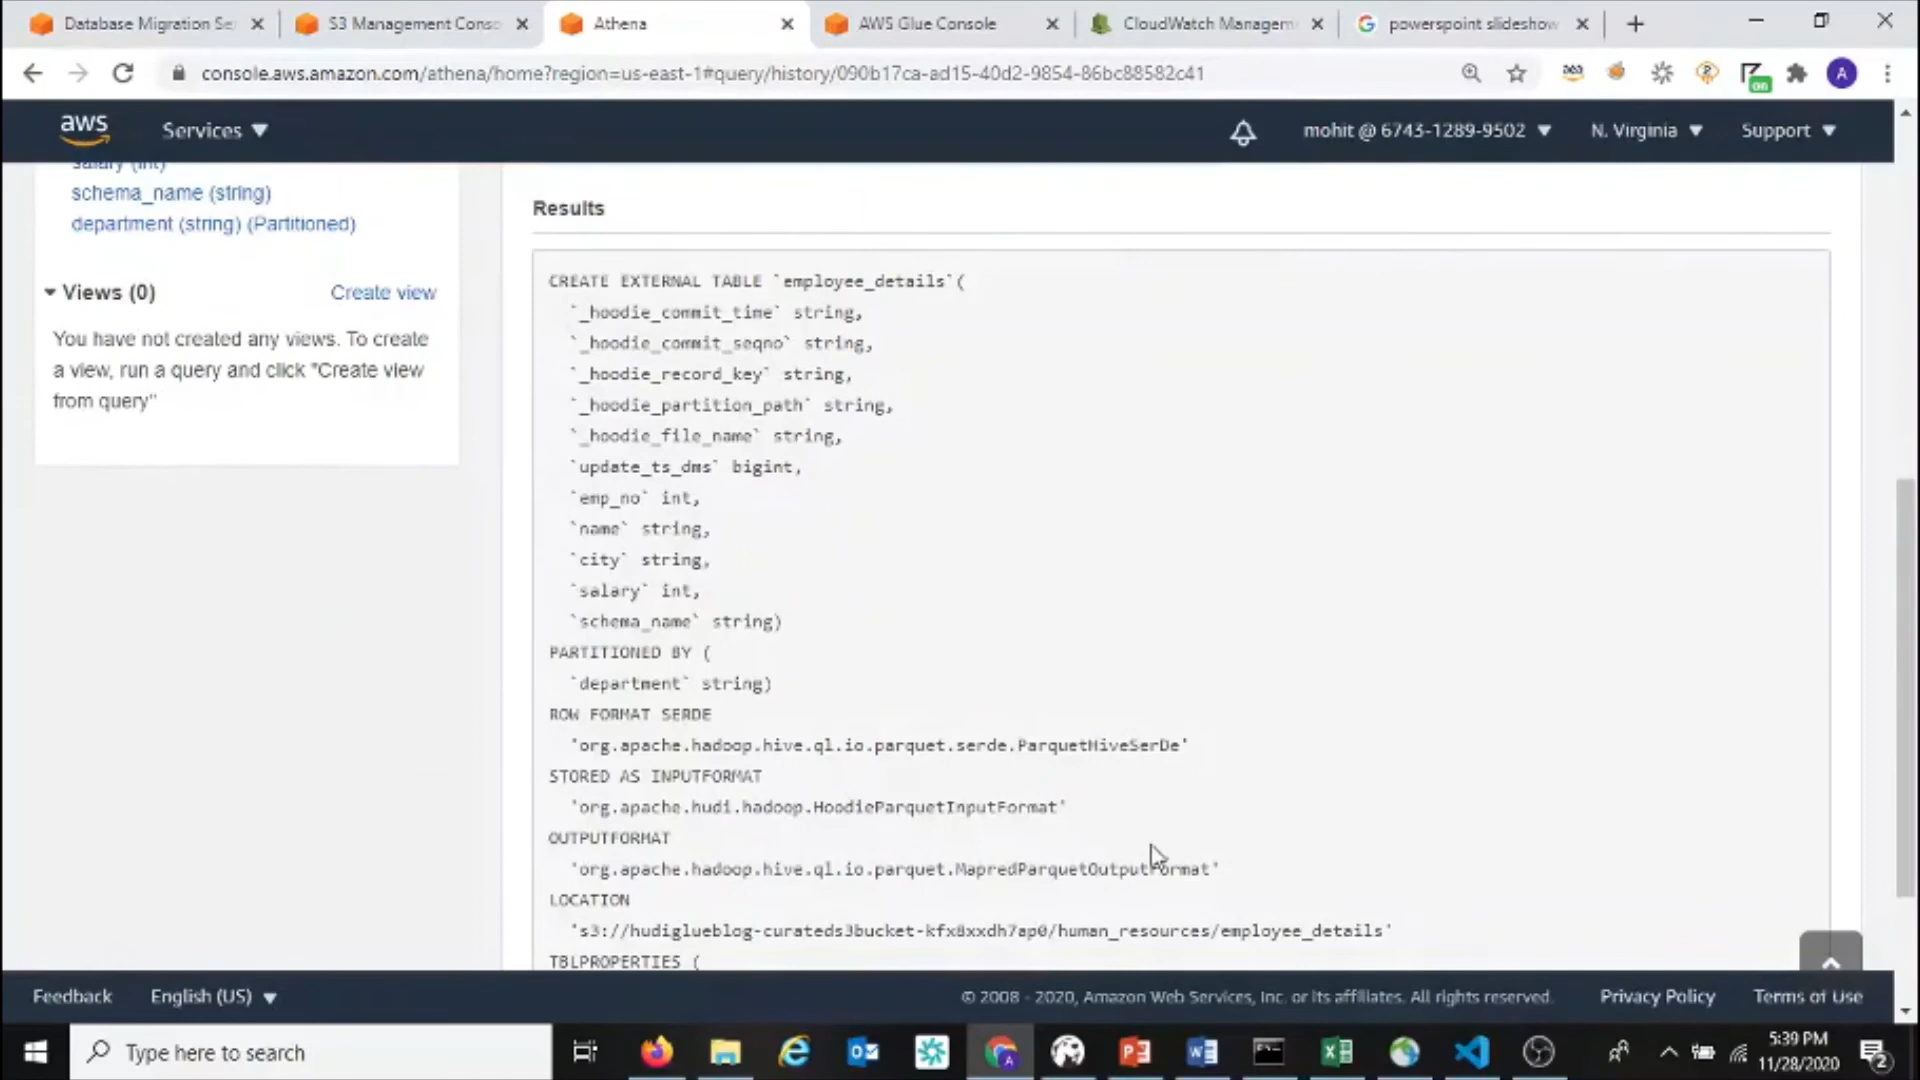 Database Migration Se
S3 Management Conso
Athena
AWS Glue Console
CloudWatch Managem
powerspoint slideshow
console.aws.amazon.com/athena/home?region=us-east-1#query/history/090b17ca-ad15-40d2-9854-86bc88582c41
on
A
aws
Services
mohit @ 6743-1289-9502
N. Virginia
Support
salary (int)
schema_name (string)
department (string) (Partitioned)
Views (0)
Create view
You have not created any views. To create
a view, run a query and click "Create view
from query"
Results
CREATE EXTERNAL TABLE `employee_details`(
`_hoodie_commit_time` string,
`_hoodie_commit_seqno` string,
`_hoodie_record_key` string,
`_hoodie_partition_path` string,
`_hoodie_file_name` string,
`update_ts_dms` bigint,
`emp_no` int,
`name` string,
`city` string,
`salary` int,
`schema_name` string)
PARTITIONED BY (
`department` string)
ROW FORMAT SERDE
'org.apache.hadoop.hive.ql.io.parquet.serde.ParquetHiveSerDe'
STORED AS INPUTFORMAT
'org.apache.hudi.hadoop.HoodieParquetInputFormat'
OUTPUTFORMAT
'org.apache.hadoop.hive.ql.io.parquet.MapredParquetOutputFormat'
LOCATION
's3://hudiglueblog-curateds3bucket-kfx8xxdh7ap0/human_resources/employee_details'
TBLPROPERTIES (
Feedback
English (US)
© 2008 - 2020, Amazon Web Services, Inc. or its affiliates. All rights reserved.
Privacy Policy
Terms of Use
Type here to search
5:39 PM
11/28/2020
2